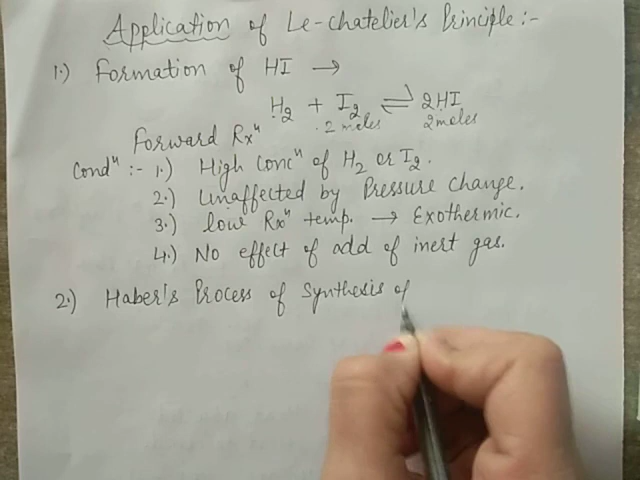 Application of Le-chatelier's Principle:-
1.) Formation of HI →
H₂ + I₂ ⇌ 2HI
2 moles 2 moles
Forward Rxⁿ
Condⁿ :- 1.) High Concⁿ of H₂ or I₂.
2.) Unaffected by Pressure change.
3.) low Rxⁿ temp. → Exothermic.
4.) No effect of add of inert gas.
2.) Haber's Process of Synthesis of